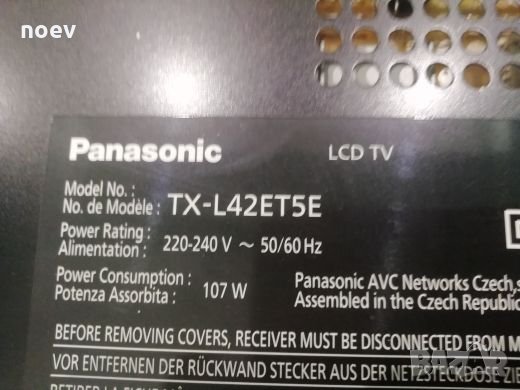 noev
Panasonic LCD TV
Model No. :
No. de Modèle : TX-L42ET5E
Power Rating :
Alimentation : 220-240 V ~ 50/60 Hz
Power Consumption :
Potenza Assorbita : 107 W
Panasonic AVC Networks Czech,
Assembled in the Czech Republic
BEFORE REMOVING COVERS, RECEIVER MUST BE DISCONNECTED FROM
VOR ENTFERNEN DER RÜCKWAND STECKER AUS DER NETZSTECKDOSE